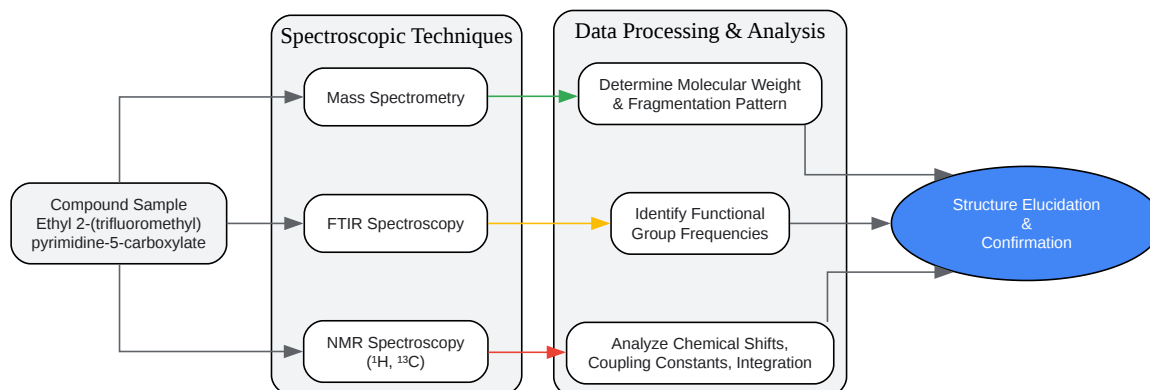 Spectroscopic Techniques
Data Processing & Analysis
Mass Spectrometry
Determine Molecular Weight
& Fragmentation Pattern
Compound Sample
Ethyl 2-(trifluoromethyl)
pyrimidine-5-carboxylate
FTIR Spectroscopy
Identify Functional
Group Frequencies
Structure Elucidation
&
Confirmation
NMR Spectroscopy
(¹H, ¹³C)
Analyze Chemical Shifts,
Coupling Constants, Integration